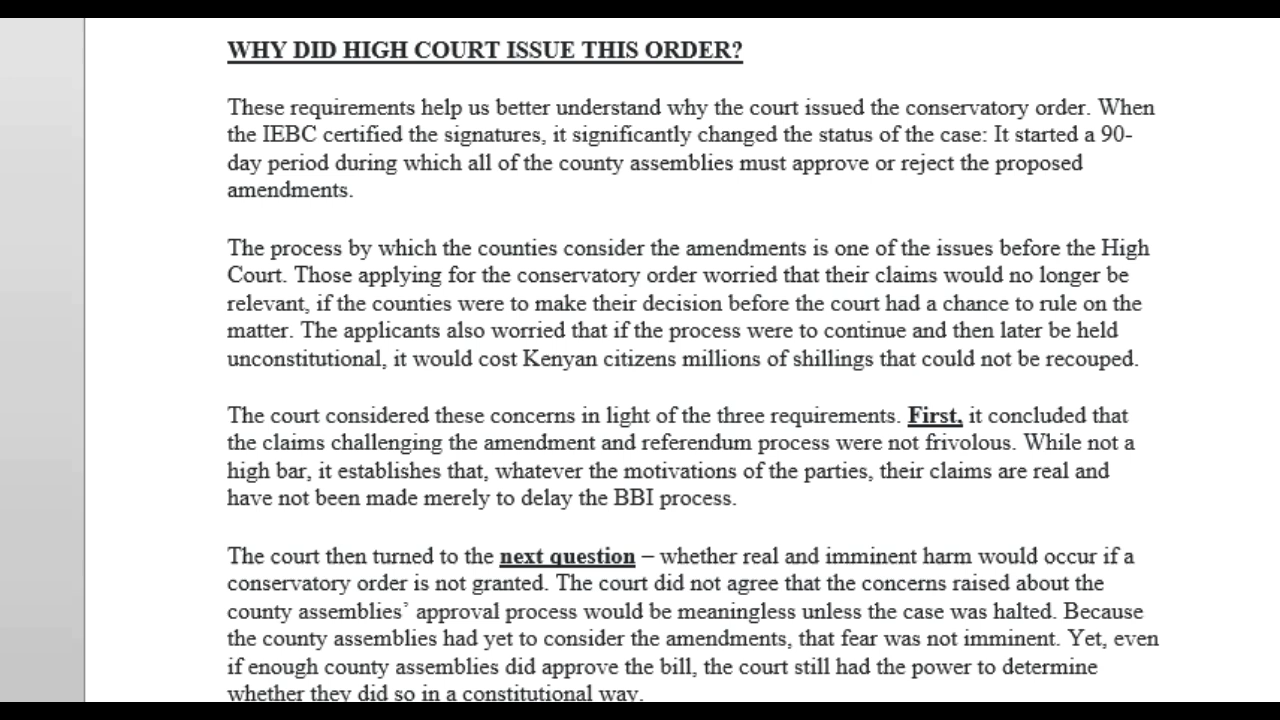 WHY DID HIGH COURT ISSUE THIS ORDER?
These requirements help us better understand why the court issued the conservatory order. When
the IEBC certified the signatures, it significantly changed the status of the case: It started a 90-
day period during which all of the county assemblies must approve or reject the proposed
amendments.
The process by which the counties consider the amendments is one of the issues before the High
Court. Those applying for the conservatory order worried that their claims would no longer be
relevant, if the counties were to make their decision before the court had a chance to rule on the
matter. The applicants also worried that if the process were to continue and then later be held
unconstitutional, it would cost Kenyan citizens millions of shillings that could not be recouped.
The court considered these concerns in light of the three requirements. First, it concluded that
the claims challenging the amendment and referendum process were not frivolous. While not a
high bar, it establishes that, whatever the motivations of the parties, their claims are real and
have not been made merely to delay the BBI process.
The court then turned to the next question – whether real and imminent harm would occur if a
conservatory order is not granted. The court did not agree that the concerns raised about the
county assemblies’ approval process would be meaningless unless the case was halted. Because
the county assemblies had yet to consider the amendments, that fear was not imminent. Yet, even
if enough county assemblies did approve the bill, the court still had the power to determine
whether they did so in a constitutional way.